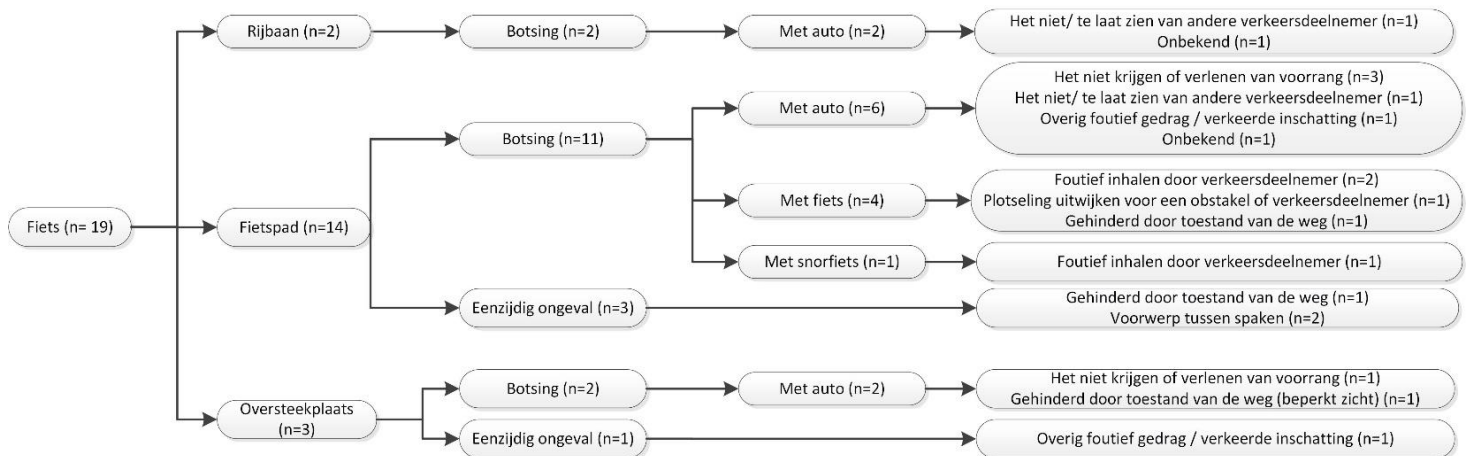 Fiets (n= 19)
Rijbaan (n=2)
Botsing (n=2)
Met auto (n=2)
Het niet/ te laat zien van andere verkeersdeelnemer (n=1)
Onbekend (n=1)
Fietspad (n=14)
Botsing (n=11)
Met auto (n=6)
Het niet krijgen of verlenen van voorrang (n=3)
Het niet/ te laat zien van andere verkeersdeelnemer (n=1)
Overig foutief gedrag / verkeerde inschatting (n=1)
Onbekend (n=1)
Met fiets (n=4)
Foutief inhalen door verkeersdeelnemer (n=2)
Plotseling uitwijken voor een obstakel of verkeersdeelnemer (n=1)
Gehinderd door toestand van de weg (n=1)
Met snorfiets (n=1)
Foutief inhalen door verkeersdeelnemer (n=1)
Eenzijdig ongeval (n=3)
Gehinderd door toestand van de weg (n=1)
Voorwerp tussen spaken (n=2)
Oversteekplaats
(n=3)
Botsing (n=2)
Met auto (n=2)
Het niet krijgen of verlenen van voorrang (n=1)
Gehinderd door toestand van de weg (beperkt zicht) (n=1)
Eenzijdig ongeval (n=1)
Overig foutief gedrag / verkeerde inschatting (n=1)